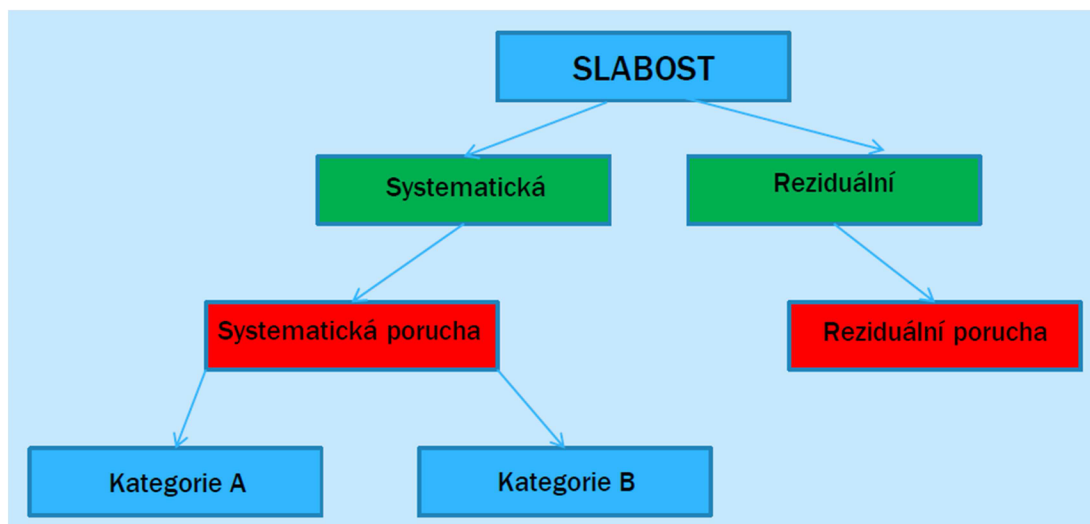 SLABOST
Systematická
Reziduální
Systematická porucha
Reziduální porucha
Kategorie A
Kategorie B